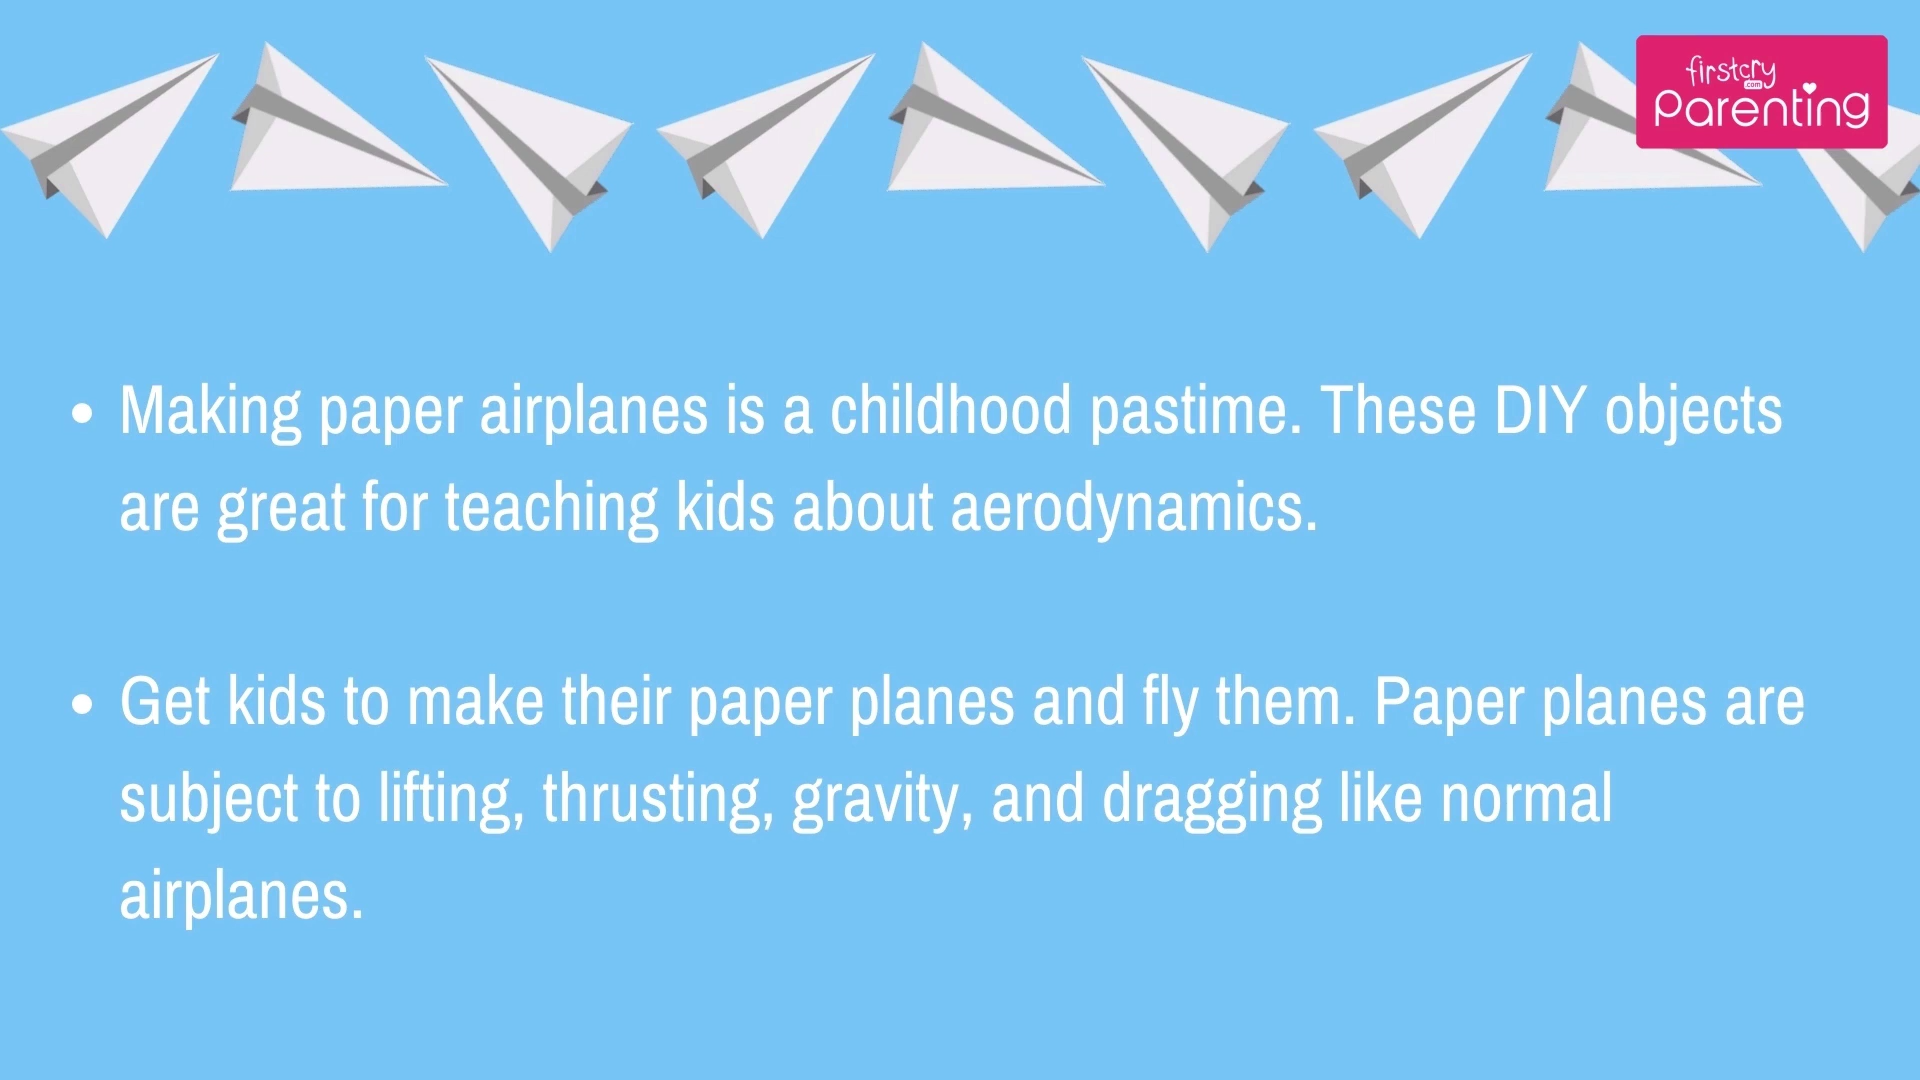 firstcry
.com
Parenting
• Making paper airplanes is a childhood pastime. These DIY objects
are great for teaching kids about aerodynamics.
• Get kids to make their paper planes and fly them. Paper planes are
subject to lifting, thrusting, gravity, and dragging like normal
airplanes.